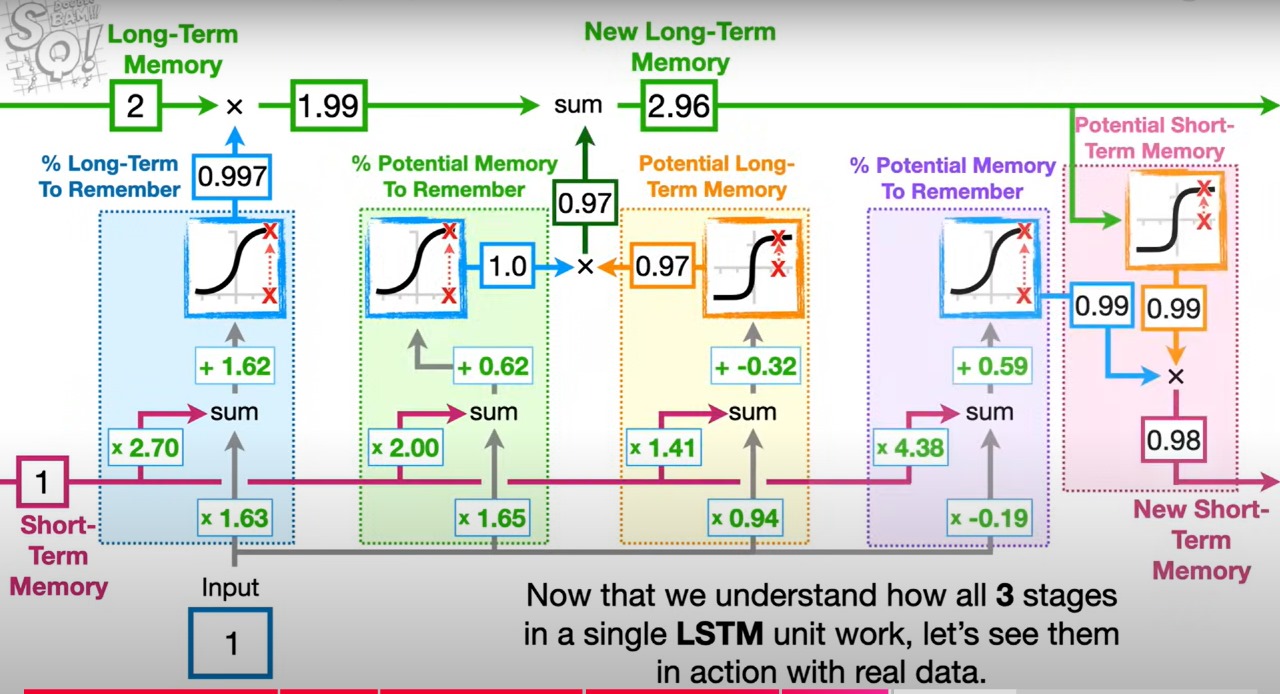 DOUBLE
BAM!!!
SQ!
Long-Term
Memory
New Long-Term
Memory
2
×
1.99
sum
2.96
Potential Short-
Term Memory
% Long-Term
To Remember
0.997
% Potential Memory
To Remember
0.97
Potential Long-
Term Memory
% Potential Memory
To Remember
1.0
×
0.97
0.99
0.99
+ 1.62
+ 0.62
+ -0.32
+ 0.59
×
sum
sum
sum
sum
x 2.70
x 2.00
x 1.41
x 4.38
0.98
1
Short-
Term
Memory
x 1.63
x 1.65
x 0.94
x -0.19
New Short-
Term
Memory
Input
1
Now that we understand how all 3 stages
in a single LSTM unit work, let's see them
in action with real data.